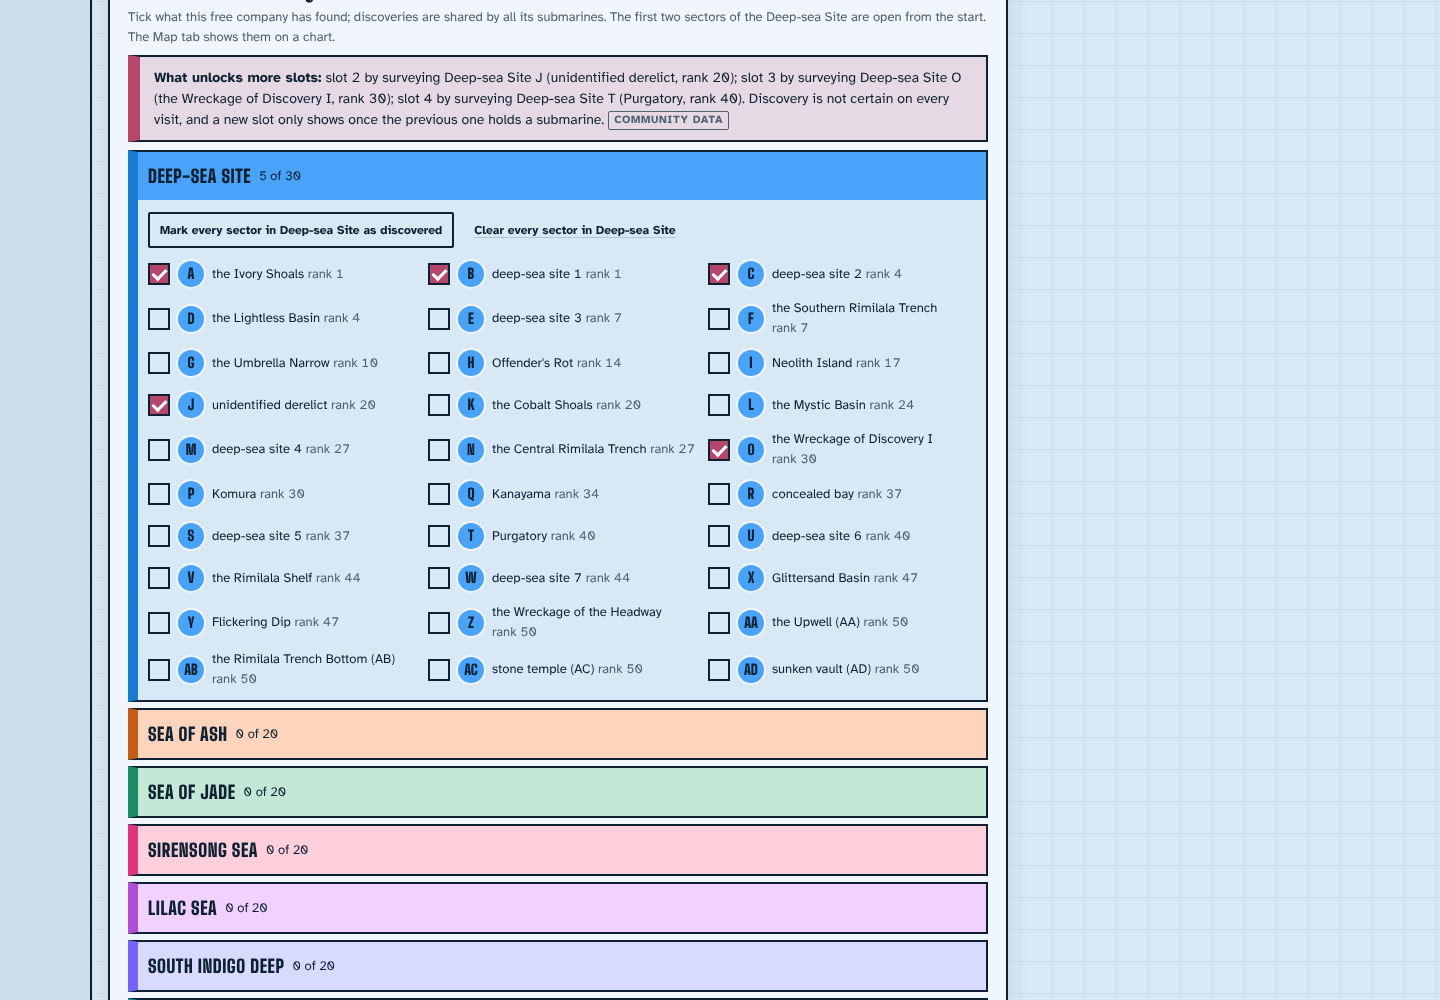 Tick what this free company has found; discoveries are shared by all its submarines. The first two sectors of the Deep-sea Site are open from the start.
The Map tab shows them on a chart.
What unlocks more slots: slot 2 by surveying Deep-sea Site J (unidentified derelict, rank 20); slot 3 by surveying Deep-sea Site O
(the Wreckage of Discovery I, rank 30); slot 4 by surveying Deep-sea Site T (Purgatory, rank 40). Discovery is not certain on every
visit, and a new slot only shows once the previous one holds a submarine. COMMUNITY DATA
DEEP-SEA SITE 5 of 30
Mark every sector in Deep-sea Site as discovered Clear every sector in Deep-sea Site
A the Ivory Shoals rank 1
B deep-sea site 1 rank 1
C deep-sea site 2 rank 4
D the Lightless Basin rank 4
E deep-sea site 3 rank 7
F the Southern Rimilala Trench
rank 7
G the Umbrella Narrow rank 10
H Offender's Rot rank 14
I Neolith Island rank 17
J unidentified derelict rank 20
K the Cobalt Shoals rank 20
L the Mystic Basin rank 24
M deep-sea site 4 rank 27
N the Central Rimilala Trench rank 27
O the Wreckage of Discovery I
rank 30
P Komura rank 30
Q Kanayama rank 34
R concealed bay rank 37
S deep-sea site 5 rank 37
T Purgatory rank 40
U deep-sea site 6 rank 40
V the Rimilala Shelf rank 44
W deep-sea site 7 rank 44
X Glittersand Basin rank 47
Y Flickering Dip rank 47
Z the Wreckage of the Headway
rank 50
AA the Upwell (AA) rank 50
AB the Rimilala Trench Bottom (AB)
rank 50
AC stone temple (AC) rank 50
AD sunken vault (AD) rank 50
SEA OF ASH 0 of 20
SEA OF JADE 0 of 20
SIRENSONG SEA 0 of 20
LILAC SEA 0 of 20
SOUTH INDIGO DEEP 0 of 20